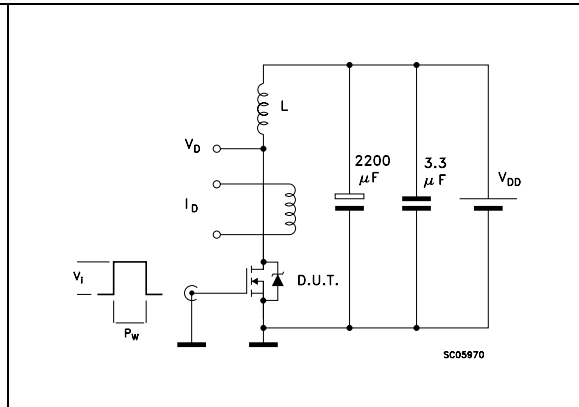 L
VD
2200
μF
3.3
μF
VDD
ID
Vi
D.U.T.
PW
SC05970